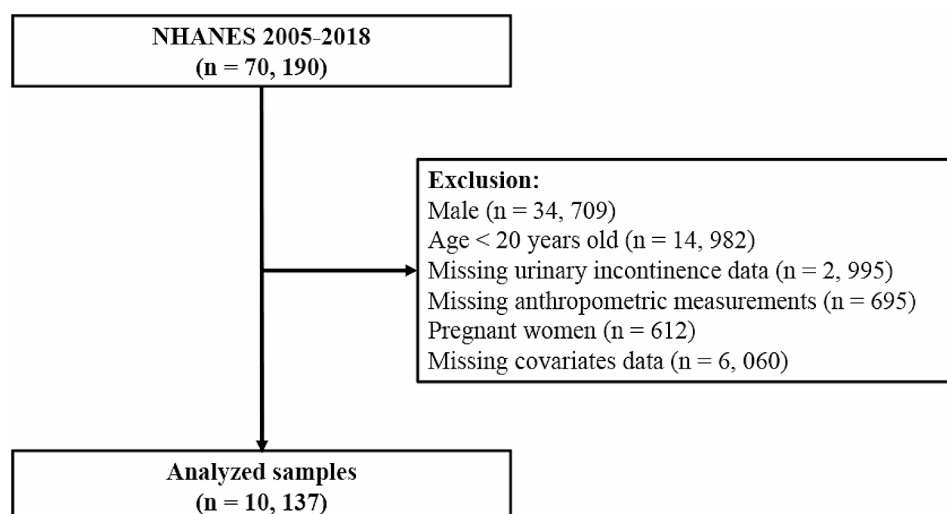 NHANES 2005-2018
(n = 70, 190)
Exclusion:
Male (n = 34, 709)
Age < 20 years old (n = 14, 982)
Missing urinary incontinence data (n = 2, 995)
Missing anthropometric measurements (n = 695)
Pregnant women (n = 612)
Missing covariates data (n = 6, 060)
Analyzed samples
(n = 10, 137)